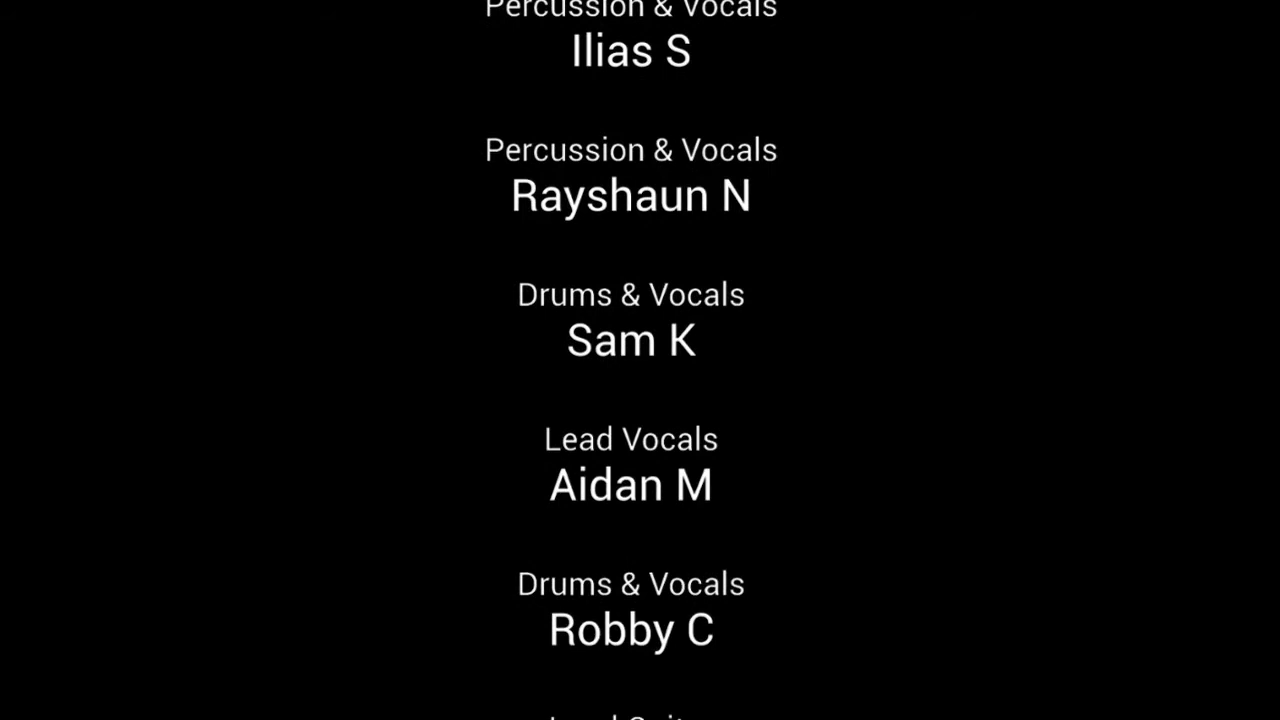 Percussion & Vocals
Ilias S
Percussion & Vocals
Rayshaun N
Drums & Vocals
Sam K
Lead Vocals
Aidan M
Drums & Vocals
Robby C